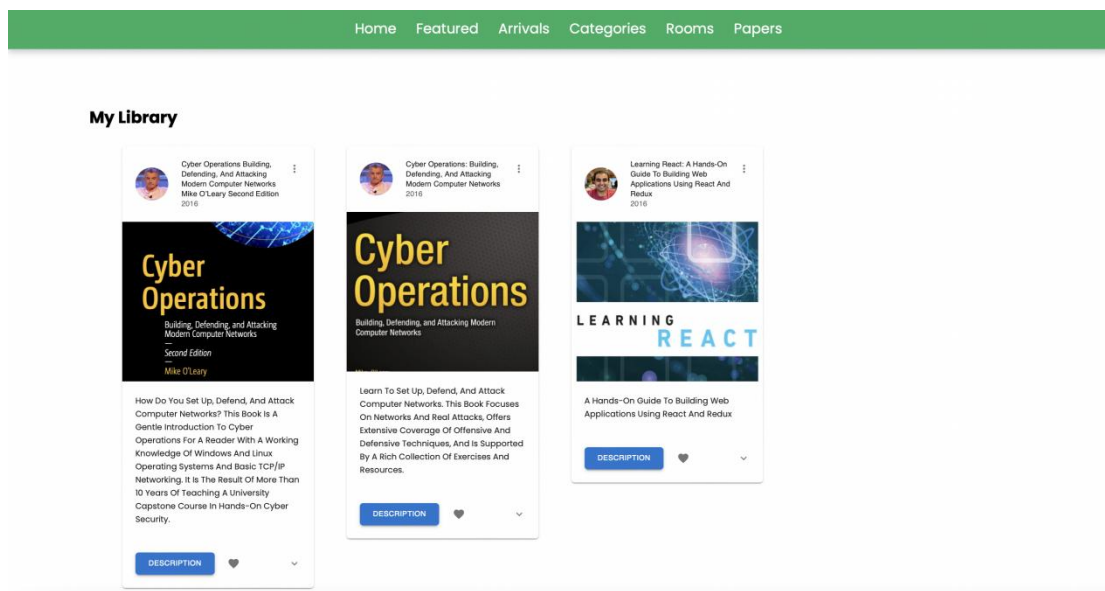 Home Featured Arrivals Categories Rooms Papers
My Library
Cyber Operations Building,
Defending, And Attacking
Modern Computer Networks
Mike O'Leary Second Edition
2016
Cyber
Operations
Building, Defending, and Attacking
Modern Computer Networks
Second Edition
Mike O'Leary
How Do You Set Up, Defend, And Attack
Computer Networks? This Book Is A
Gentle Introduction To Cyber
Operations For A Reader With A Working
Knowledge Of Windows And Linux
Operating Systems And Basic TCP/IP
Networking. It Is The Result Of More Than
10 Years Of Teaching A University
Capstone Course In Hands-On Cyber
Security.
DESCRIPTION
Cyber Operations: Building,
Defending, And Attacking
Modern Computer Networks
2016
Cyber
Operations
Building, Defending, and Attacking Modern
Computer Networks
Learn To Set Up, Defend, And Attack
Computer Networks. This Book Focuses
On Networks And Real Attacks, Offers
Extensive Coverage Of Offensive And
Defensive Techniques, And Is Supported
By A Rich Collection Of Exercises And
Resources.
DESCRIPTION
Learning React: A Hands-On
Guide To Building Web
Applications Using React And
Redux
2016
LEARNING
REACT
A Hands-On Guide To Building Web
Applications Using React And Redux
DESCRIPTION